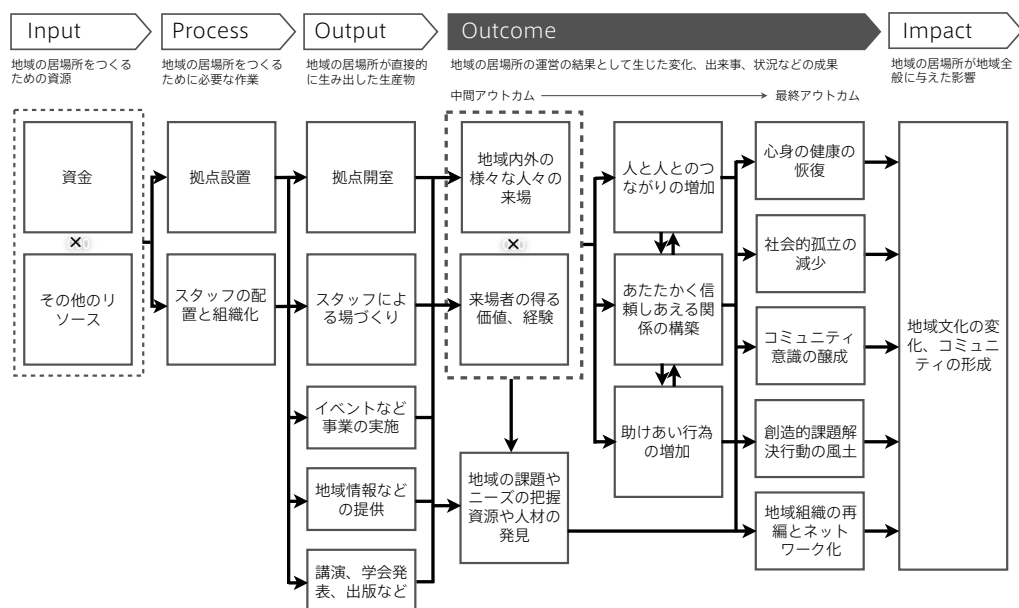 Input
Process
Output
Outcome
Impact
地域の居場所をつくる
ための資源
地域の居場所をつくる
ために必要な作業
地域の居場所が直接的
に生み出した生産物
地域の居場所の運営の結果として生じた変化、出来事、状況などの成果
地域の居場所が地域全
般に与えた影響
中間アウトカム
最終アウトカム
資金
×
その他のリ
ソース
拠点設置
スタッフの配
置と組織化
拠点開室
スタッフによ
る場づくり
イベントなど
事業の実施
地域情報など
の提供
講演、学会発
表、出版など
地域内外の
様々な人々の
来場
×
来場者の得る
価値、経験
地域の課題や
ニーズの把握
資源や人材の
発見
人と人とのつ
ながりの増加
あたたかく信
頼しあえる関
係の構築
助けあい行為
の増加
心身の健康の
恢復
社会的孤立の
減少
コミュニティ
意識の醸成
創造的課題解
決行動の風土
地域組織の再
編とネット
ワーク化
地域文化の変
化、コミュニ
ティの形成